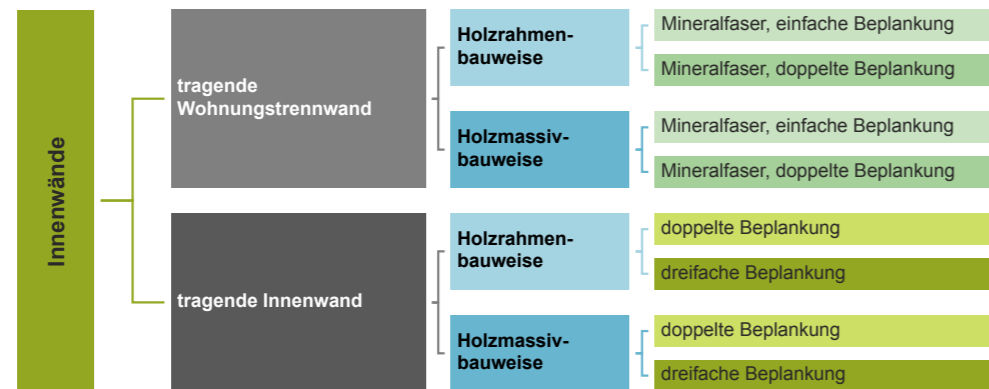 Innenwände
tragende
Wohnungstrennwand
Holzrahmen-
bauweise
Mineralfaser, einfache Beplankung
Mineralfaser, doppelte Beplankung
Holzmassiv-
bauweise
Mineralfaser, einfache Beplankung
Mineralfaser, doppelte Beplankung
tragende Innenwand
Holzrahmen-
bauweise
doppelte Beplankung
dreifache Beplankung
Holzmassiv-
bauweise
doppelte Beplankung
dreifache Beplankung